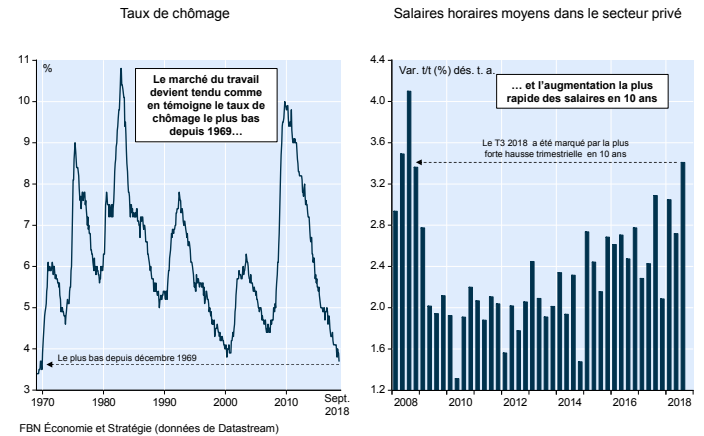 Taux de chômage
11
10
9
8
7
6
5
4
3
%
Le marché du travail
devient tendu comme
en témoigne le taux de
chômage le plus bas
depuis 1969…
Le plus bas depuis décembre 1969
1970
1980
1990
2000
2010
Sept.
2018
Salaires horaires moyens dans le secteur privé
4.4
4.0
3.6
3.2
2.8
2.4
2.0
1.6
1.2
Var. t/t (%) dés. t. a.
… et l'augmentation la plus
rapide des salaires en 10 ans
Le T3 2018 a été marqué par la plus
forte hausse trimestrielle en 10 ans
2008
2010
2012
2014
2016
2018
FBN Économie et Stratégie (données de Datastream)